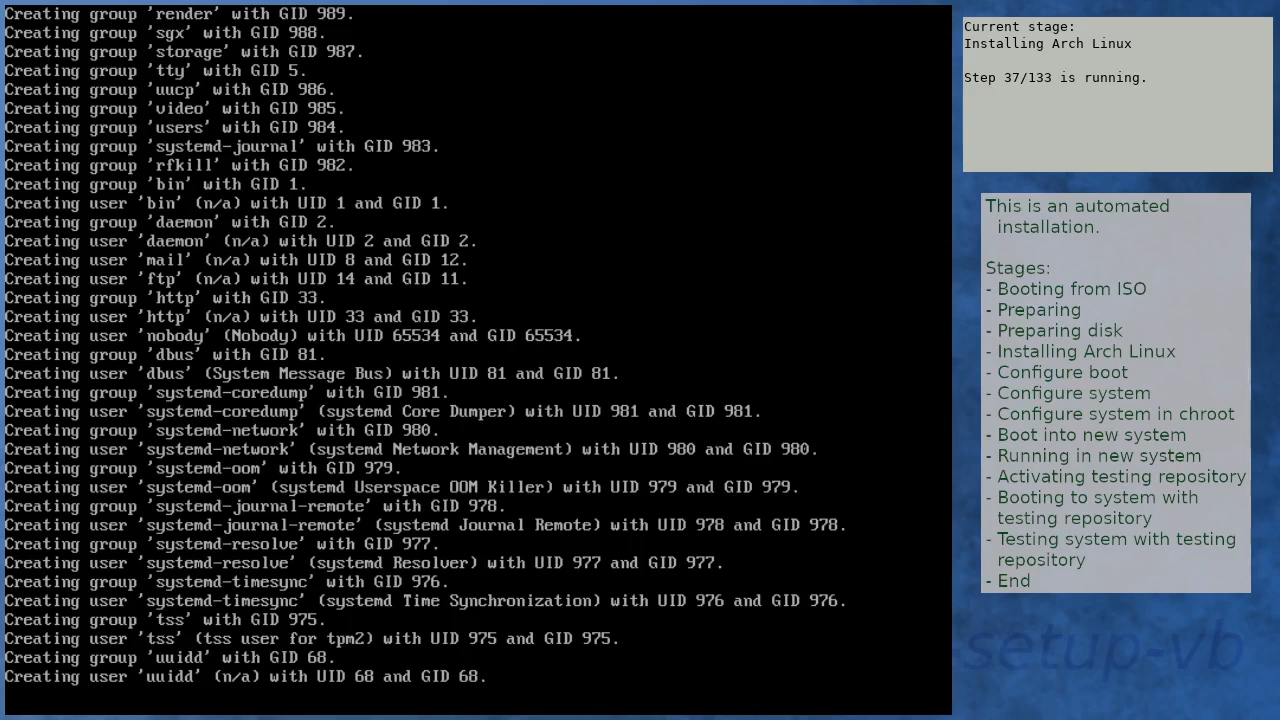 Creating group 'render' with GID 989.
Creating group 'sgx' with GID 988.
Creating group 'storage' with GID 987.
Creating group 'tty' with GID 5.
Creating group 'uucp' with GID 986.
Creating group 'video' with GID 985.
Creating group 'users' with GID 984.
Creating group 'systemd-journal' with GID 983.
Creating group 'rfkill' with GID 982.
Creating group 'bin' with GID 1.
Creating user 'bin' (n/a) with UID 1 and GID 1.
Creating group 'daemon' with GID 2.
Creating user 'daemon' (n/a) with UID 2 and GID 2.
Creating user 'mail' (n/a) with UID 8 and GID 12.
Creating user 'ftp' (n/a) with UID 14 and GID 11.
Creating group 'http' with GID 33.
Creating user 'http' (n/a) with UID 33 and GID 33.
Creating user 'nobody' (Nobody) with UID 65534 and GID 65534.
Creating group 'dbus' with GID 81.
Creating user 'dbus' (System Message Bus) with UID 81 and GID 81.
Creating group 'systemd-coredump' with GID 981.
Creating user 'systemd-coredump' (systemd Core Dumper) with UID 981 and GID 981.
Creating group 'systemd-network' with GID 980.
Creating user 'systemd-network' (systemd Network Management) with UID 980 and GID 980.
Creating group 'systemd-oom' with GID 979.
Creating user 'systemd-oom' (systemd Userspace OOM Killer) with UID 979 and GID 979.
Creating group 'systemd-journal-remote' with GID 978.
Creating user 'systemd-journal-remote' (systemd Journal Remote) with UID 978 and GID 978.
Creating group 'systemd-resolve' with GID 977.
Creating user 'systemd-resolve' (systemd Resolver) with UID 977 and GID 977.
Creating group 'systemd-timesync' with GID 976.
Creating user 'systemd-timesync' (systemd Time Synchronization) with UID 976 and GID 976.
Creating group 'tss' with GID 975.
Creating user 'tss' (tss user for tpm2) with UID 975 and GID 975.
Creating group 'uuidd' with GID 68.
Creating user 'uuidd' (n/a) with UID 68 and GID 68.
Current stage:
Installing Arch Linux
Step 37/133 is running.
This is an automated
installation.
Stages:
- Booting from ISO
- Preparing
- Preparing disk
- Installing Arch Linux
- Configure boot
- Configure system
- Configure system in chroot
- Boot into new system
- Running in new system
- Activating testing repository
- Booting to system with
testing repository
- Testing system with testing
repository
- End
-setup-vb